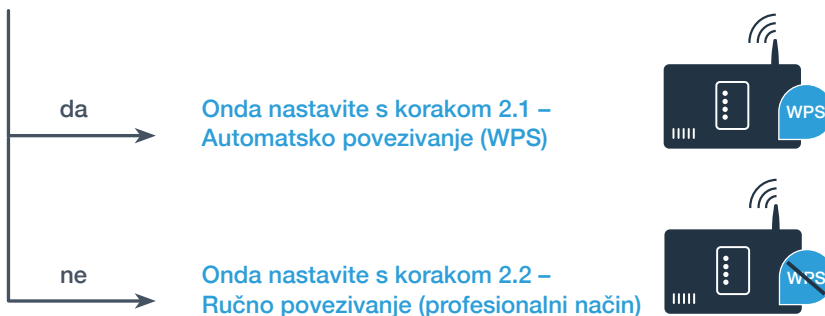 da
Onda nastavite s korakom 2.1 –
Automatsko povezivanje (WPS)
WPS
ne
Onda nastavite s korakom 2.2 –
Ručno povezivanje (profesionalni način)
WPS